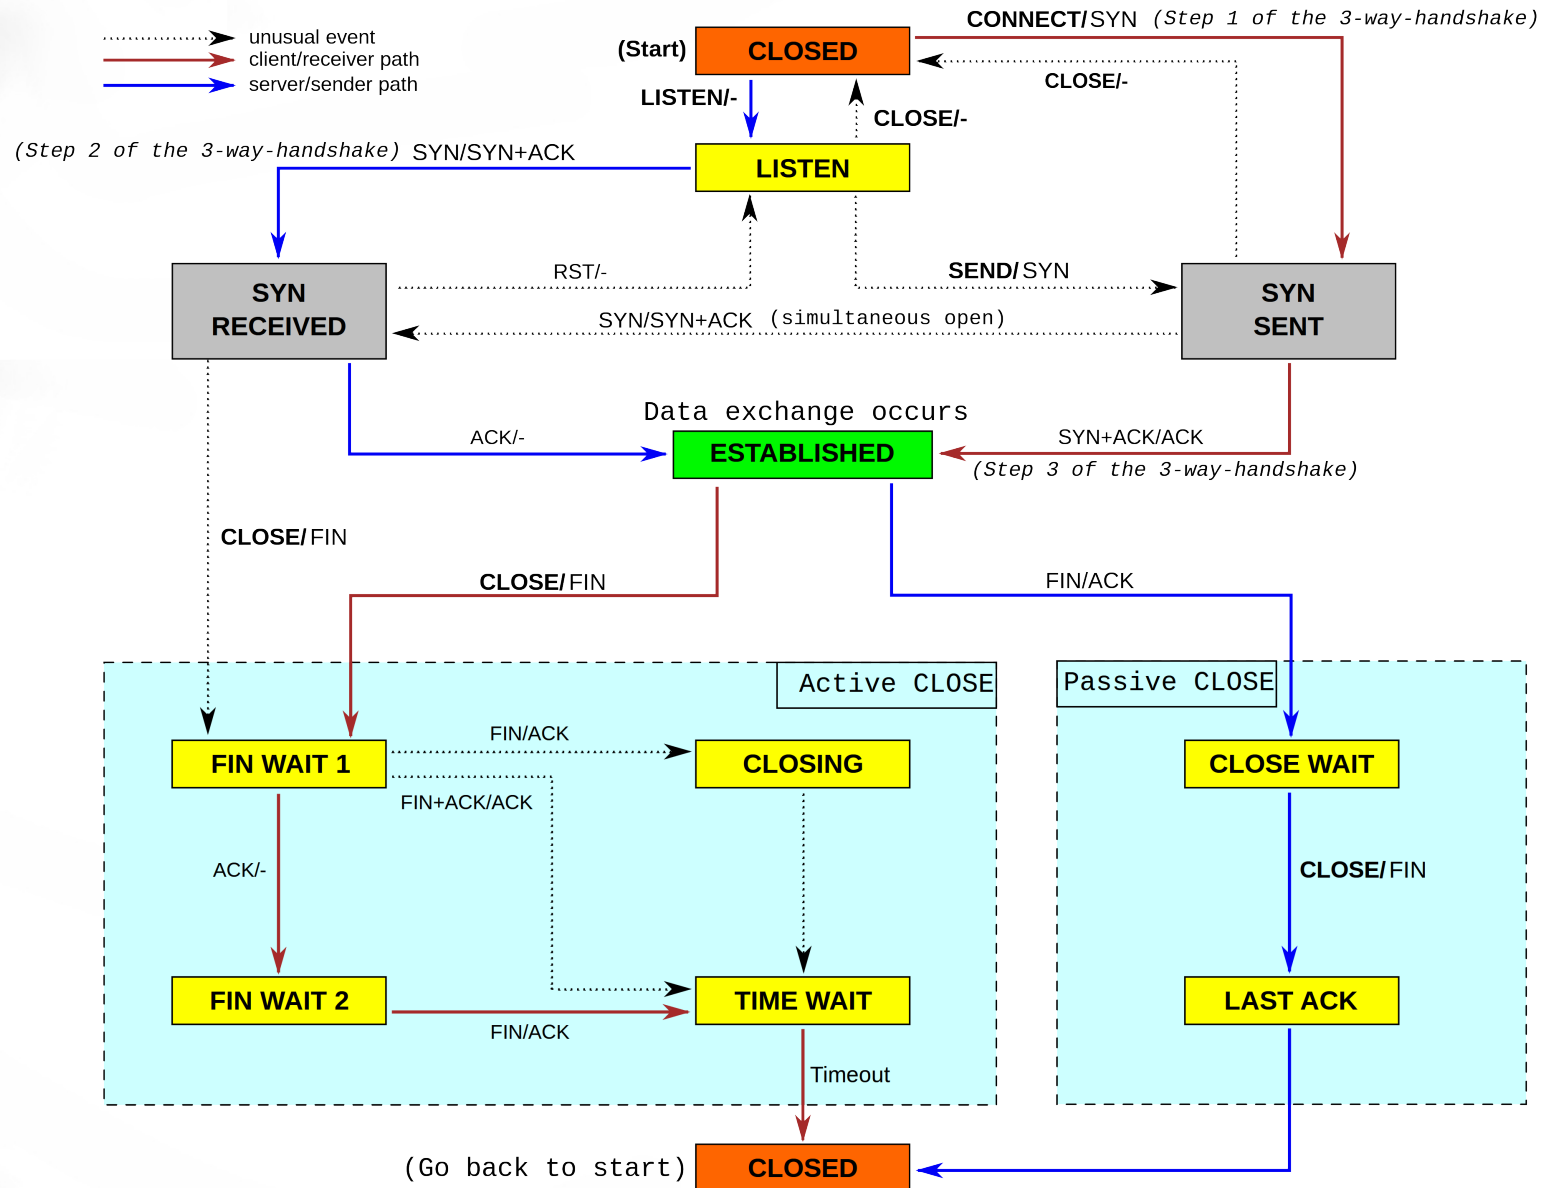 CONNECT/SYN (Step 1 of the 3-way-handshake)
unusual event
client/receiver path
server/sender path
(Start)
CLOSED
CLOSE/-
LISTEN/-
CLOSE/-
(Step 2 of the 3-way-handshake) SYN/SYN+ACK
LISTEN
RST/-
SEND/SYN
SYN
RECEIVED
SYN
SENT
SYN/SYN+ACK (simultaneous open)
Data exchange occurs
ACK/-
ESTABLISHED
SYN+ACK/ACK
(Step 3 of the 3-way-handshake)
CLOSE/FIN
CLOSE/FIN
FIN/ACK
Active CLOSE
Passive CLOSE
FIN/ACK
FIN WAIT 1
CLOSING
CLOSE WAIT
FIN+ACK/ACK
ACK/-
CLOSE/FIN
FIN WAIT 2
TIME WAIT
LAST ACK
FIN/ACK
Timeout
(Go back to start)
CLOSED